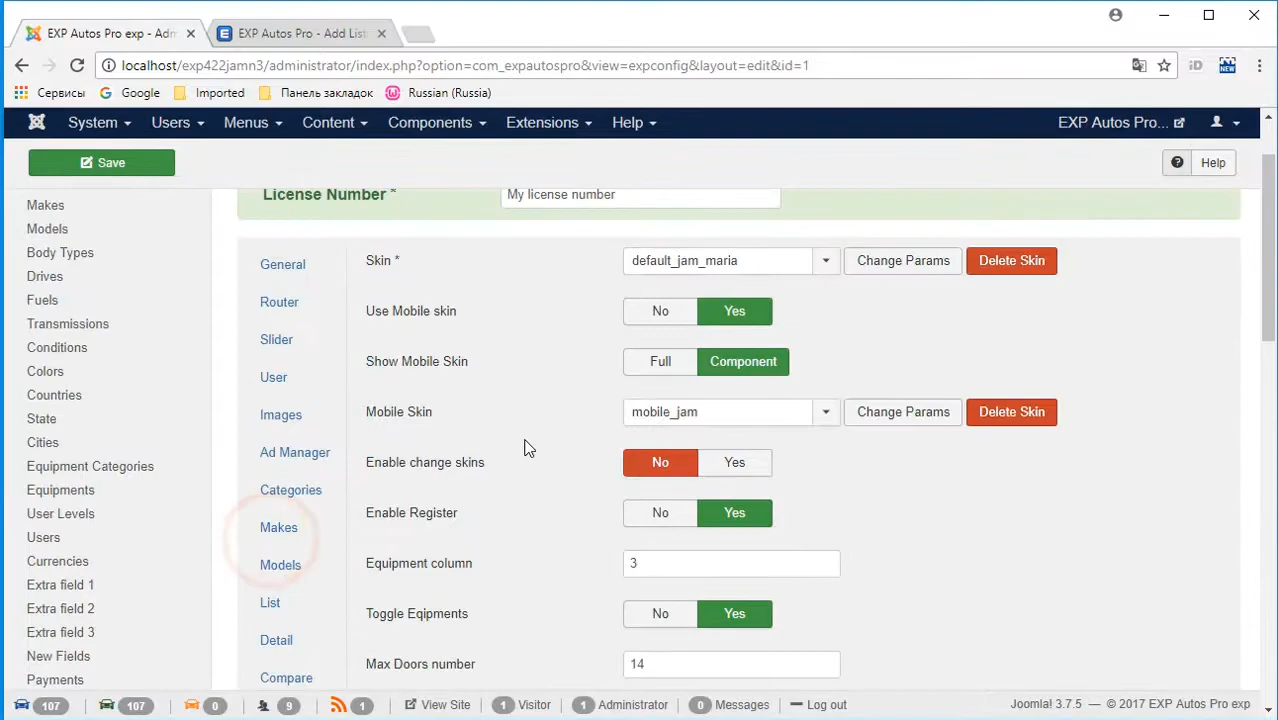 EXP Autos Pro exp - Adm
EXP Autos Pro - Add List
localhost/exp422jamn3/administrator/index.php?option=com_expautospro&view=expconfig&layout=edit&id=1
iD
NEW
Сервисы
Google
Imported
Панель закладок
Russian (Russia)
System
Users
Menus
Content
Components
Extensions
Help
EXP Autos Pro...
Save
Help
Makes
Models
Body Types
Drives
Fuels
Transmissions
Conditions
Colors
Countries
State
Cities
Equipment Categories
Equipments
User Levels
Users
Currencies
Extra field 1
Extra field 2
Extra field 3
New Fields
Payments
License Number *
My license number
General
Router
Slider
User
Images
Ad Manager
Categories
Makes
Models
List
Detail
Compare
Skin *
default_jam_maria
Change Params
Delete Skin
Use Mobile skin
No
Yes
Show Mobile Skin
Full
Component
Mobile Skin
mobile_jam
Change Params
Delete Skin
Enable change skins
No
Yes
Enable Register
No
Yes
Equipment column
3
Toggle Eqipments
No
Yes
Max Doors number
14
107
107
0
9
1
View Site
1 Visitor
1 Administrator
0 Messages
Log out
Joomla! 3.7.5 — © 2017 EXP Autos Pro exp